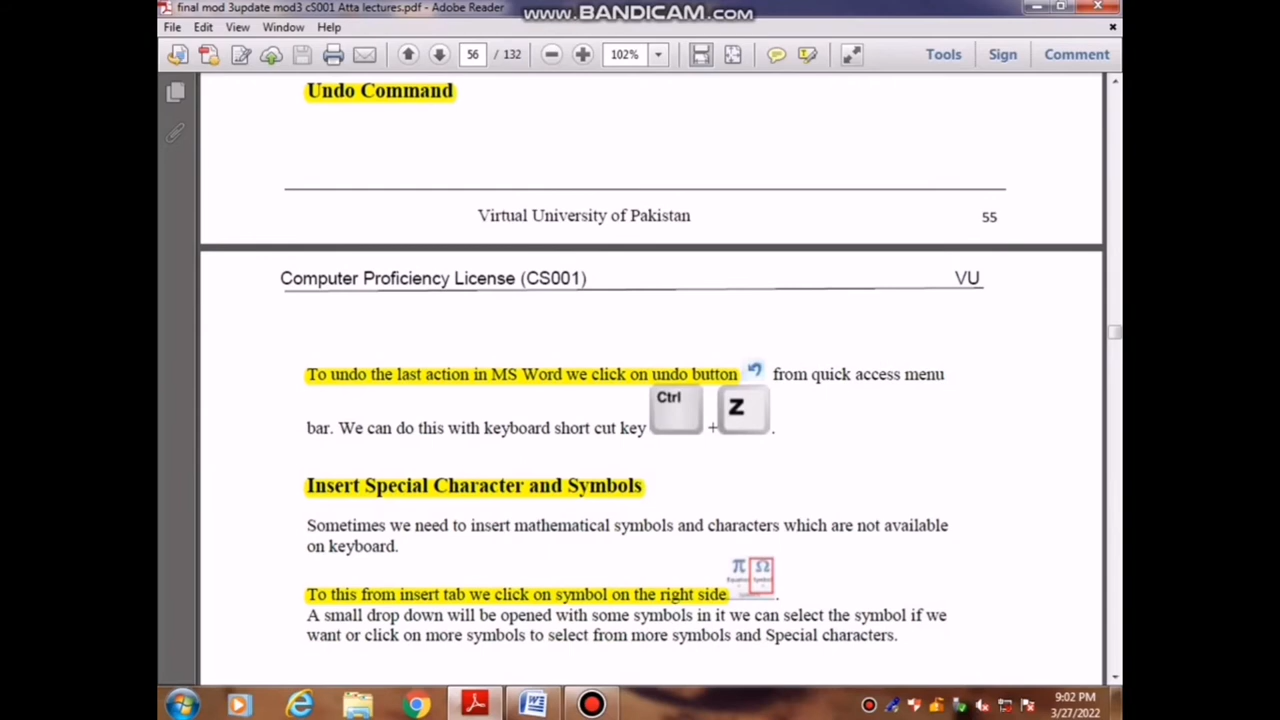 final mod 3update mod3 cS001 Atta lectures.pdf - Adobe Reader
www.BANDICAM.com
File Edit View Window Help
56 / 132 102% Tools Sign Comment
Undo Command
Virtual University of Pakistan 55
Computer Proficiency License (CS001) VU
To undo the last action in MS Word we click on undo button from quick access menu
bar. We can do this with keyboard short cut key Ctrl + Z .
Insert Special Character and Symbols
Sometimes we need to insert mathematical symbols and characters which are not available
on keyboard.
π Ω
Equation Symbol
To this from insert tab we click on symbol on the right side .
A small drop down will be opened with some symbols in it we can select the symbol if we
want or click on more symbols to select from more symbols and Special characters.
9:02 PM
3/27/2022